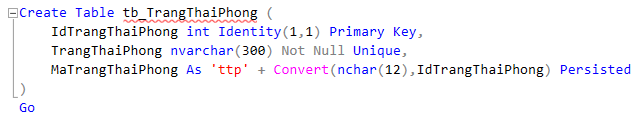 Create Table tb_TrangThaiPhong (
IdTrangThaiPhong int Identity(1,1) Primary Key,
TrangThaiPhong nvarchar(300) Not Null Unique,
MaTrangThaiPhong As 'ttp' + Convert(nchar(12),IdTrangThaiPhong) Persisted
)
Go